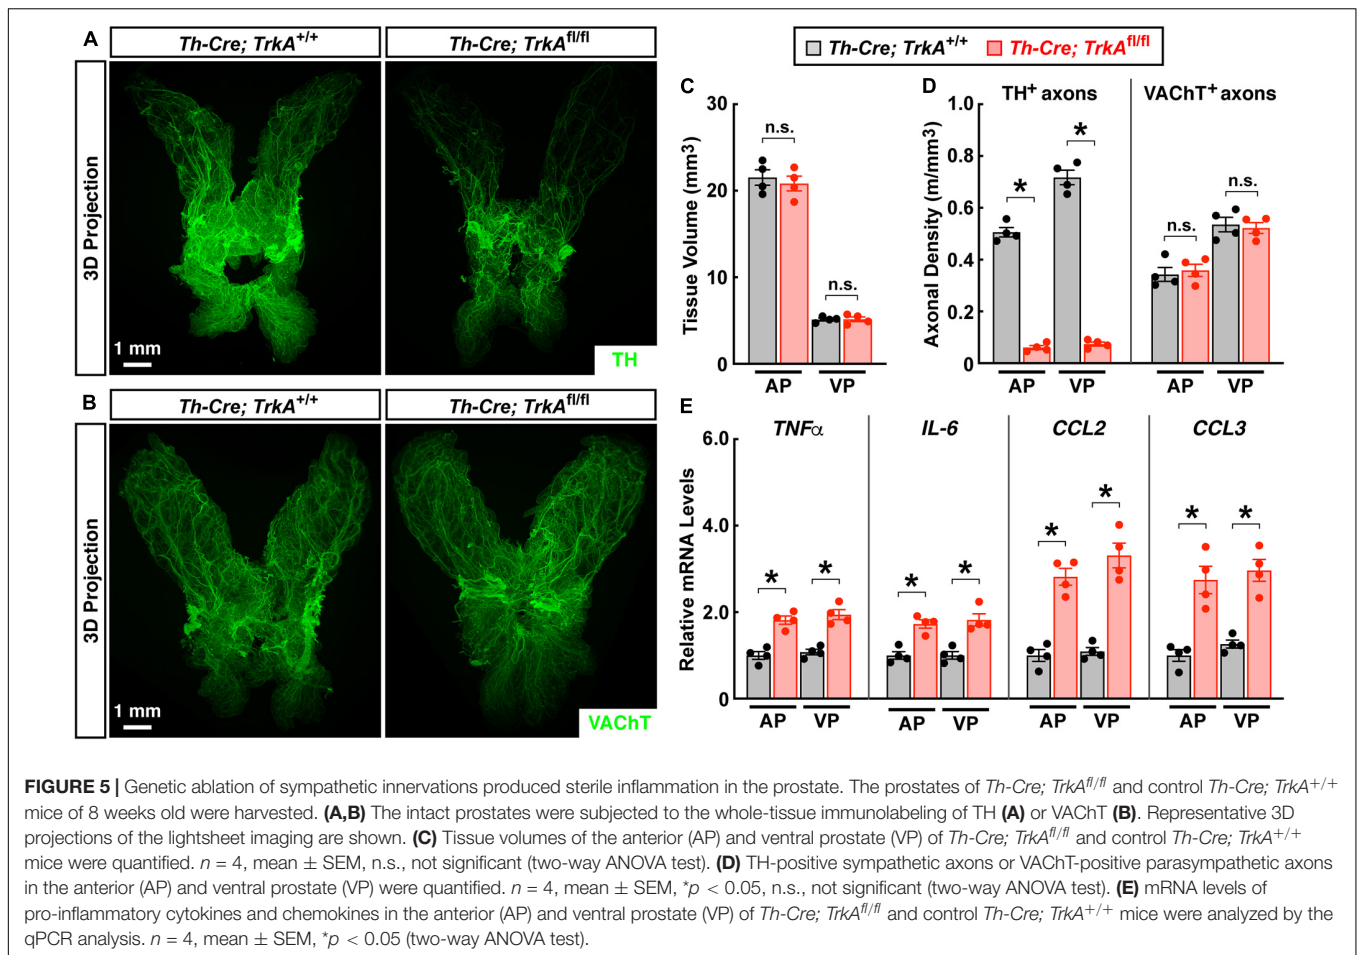 A
Th-Cre; TrkA+/+
Th-Cre; TrkAfl/fl
3D Projection
1 mm
TH
B
Th-Cre; TrkA+/+
Th-Cre; TrkAfl/fl
3D Projection
1 mm
VAChT
Th-Cre; TrkA+/+ Th-Cre; TrkAfl/fl
C
Tissue Volume (mm3)
30
20
10
0
n.s.
n.s.
AP VP
D
TH+ axons VAChT+ axons
Axonal Density (m/mm3)
1.0
0.8
0.6
0.4
0.2
0
* *
n.s. n.s.
AP VP AP VP
E
TNFα IL-6 CCL2 CCL3
Relative mRNA Levels
6.0
4.0
2.0
0
* * * * * * * *
AP VP AP VP AP VP AP VP
FIGURE 5 | Genetic ablation of sympathetic innervations produced sterile inflammation in the prostate. The prostates of Th-Cre; TrkAfl/fl and control Th-Cre; TrkA+/+
mice of 8 weeks old were harvested. (A,B) The intact prostates were subjected to the whole-tissue immunolabeling of TH (A) or VAChT (B). Representative 3D
projections of the lightsheet imaging are shown. (C) Tissue volumes of the anterior (AP) and ventral prostate (VP) of Th-Cre; TrkAfl/fl and control Th-Cre; TrkA+/+
mice were quantified. n = 4, mean ± SEM, n.s., not significant (two-way ANOVA test). (D) TH-positive sympathetic axons or VAChT-positive parasympathetic axons
in the anterior (AP) and ventral prostate (VP) were quantified. n = 4, mean ± SEM, *p < 0.05, n.s., not significant (two-way ANOVA test). (E) mRNA levels of
pro-inflammatory cytokines and chemokines in the anterior (AP) and ventral prostate (VP) of Th-Cre; TrkAfl/fl and control Th-Cre; TrkA+/+ mice were analyzed by the
qPCR analysis. n = 4, mean ± SEM, *p < 0.05 (two-way ANOVA test).